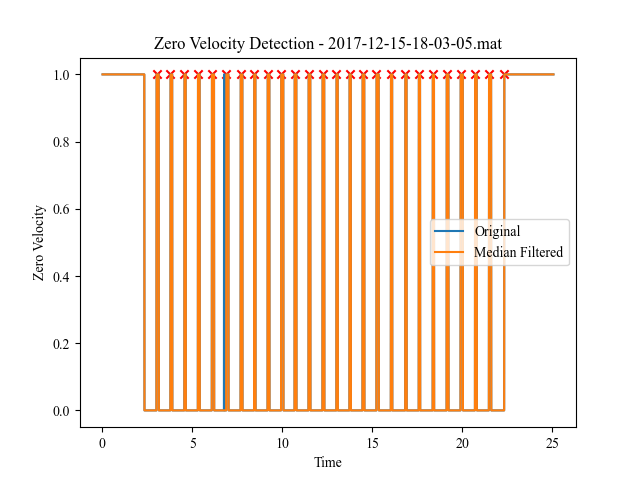 Zero Velocity Detection - 2017-12-15-18-03-05.mat
1.0
0.8
0.6
0.4
0.2
0.0
Zero Velocity
Original
Median Filtered
0 5 10 15 20 25
Time